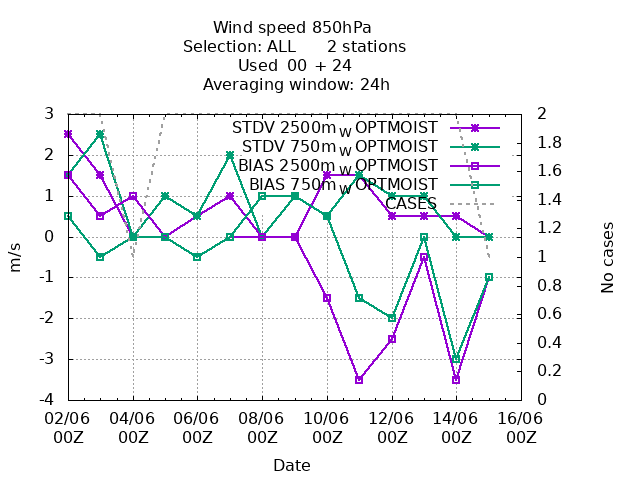 Wind speed 850hPa
Selection: ALL 2 stations
Used 00 + 24
Averaging window: 24h
STDV 2500m W OPTMOIST
STDV 750m W OPTMOIST
BIAS 2500m W OPTMOIST
BIAS 750m W OPTMOIST
CASES
3
2
1
0
-1
-2
-3
-4
m/s
2
1.8
1.6
1.4
1.2
1
0.8
0.6
0.4
0.2
0
No cases
02/06 04/06 06/06 08/06 10/06 12/06 14/06 16/06
00Z 00Z 00Z 00Z 00Z 00Z 00Z 00Z
Date